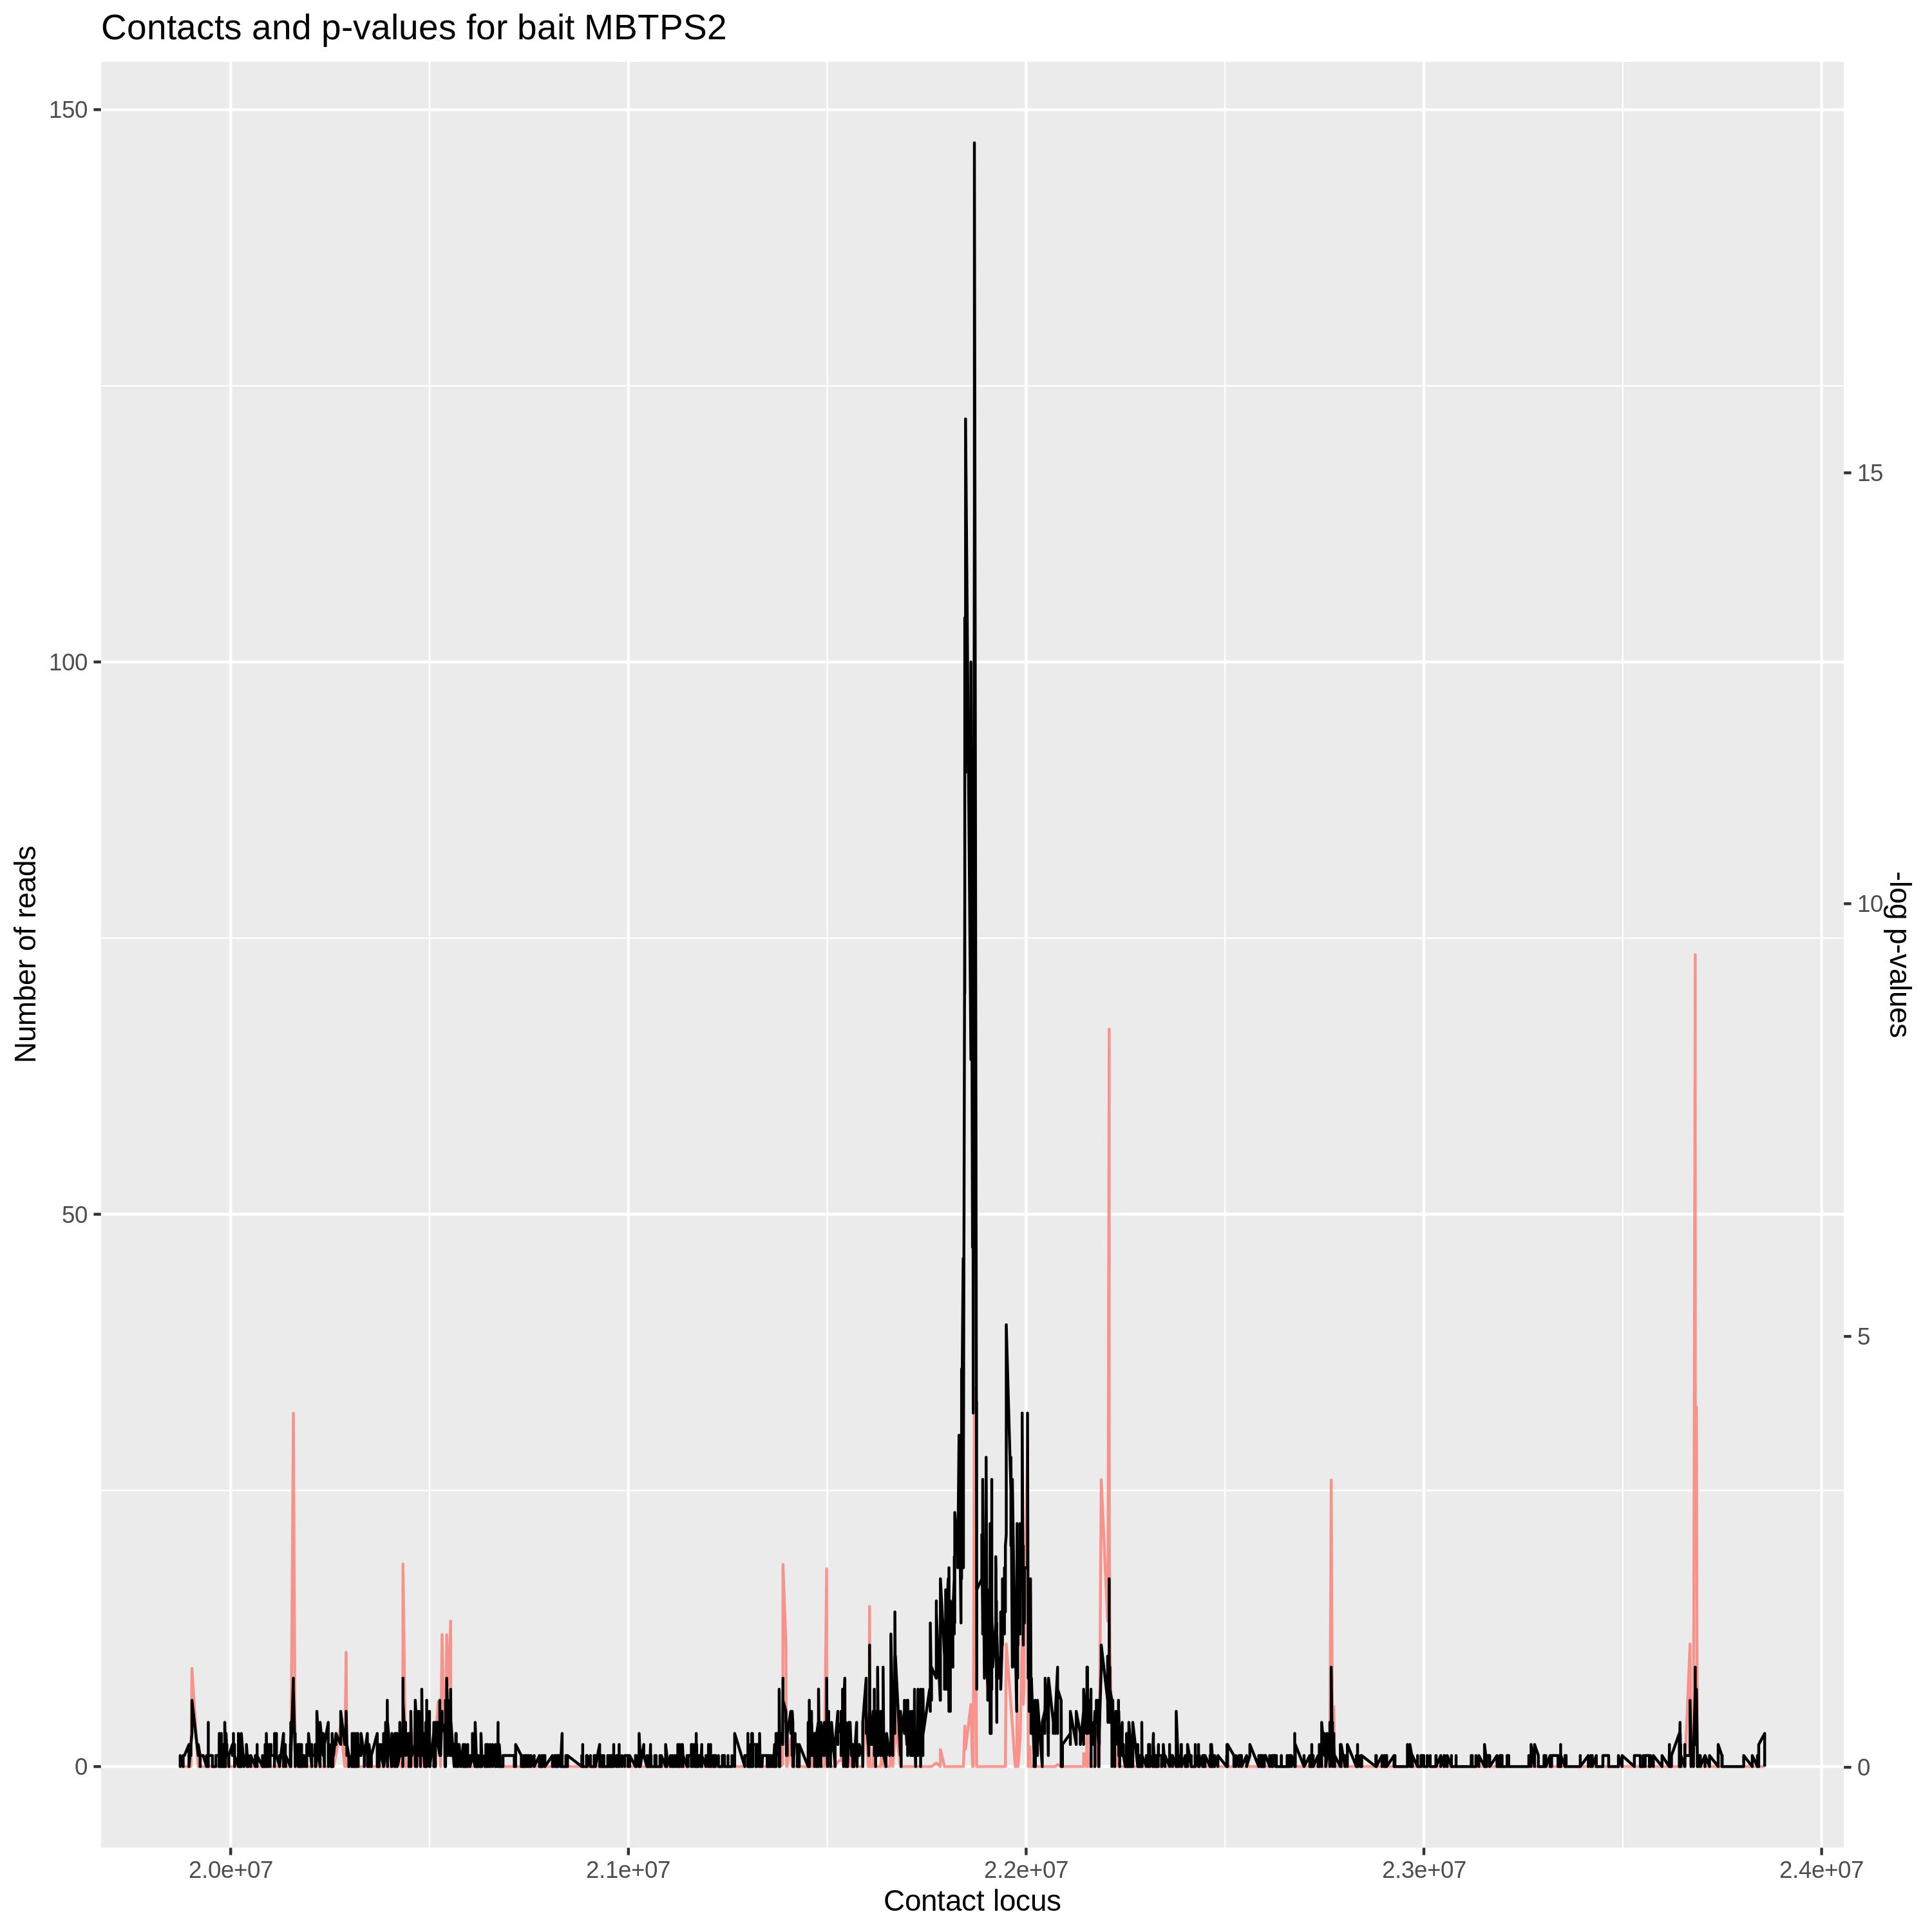 Contacts and p-values for bait MBTPS2
150
100
50
0
Number of reads
15
10
5
0
-log p-values
2.0e+07
2.1e+07
2.2e+07
2.3e+07
2.4e+07
Contact locus